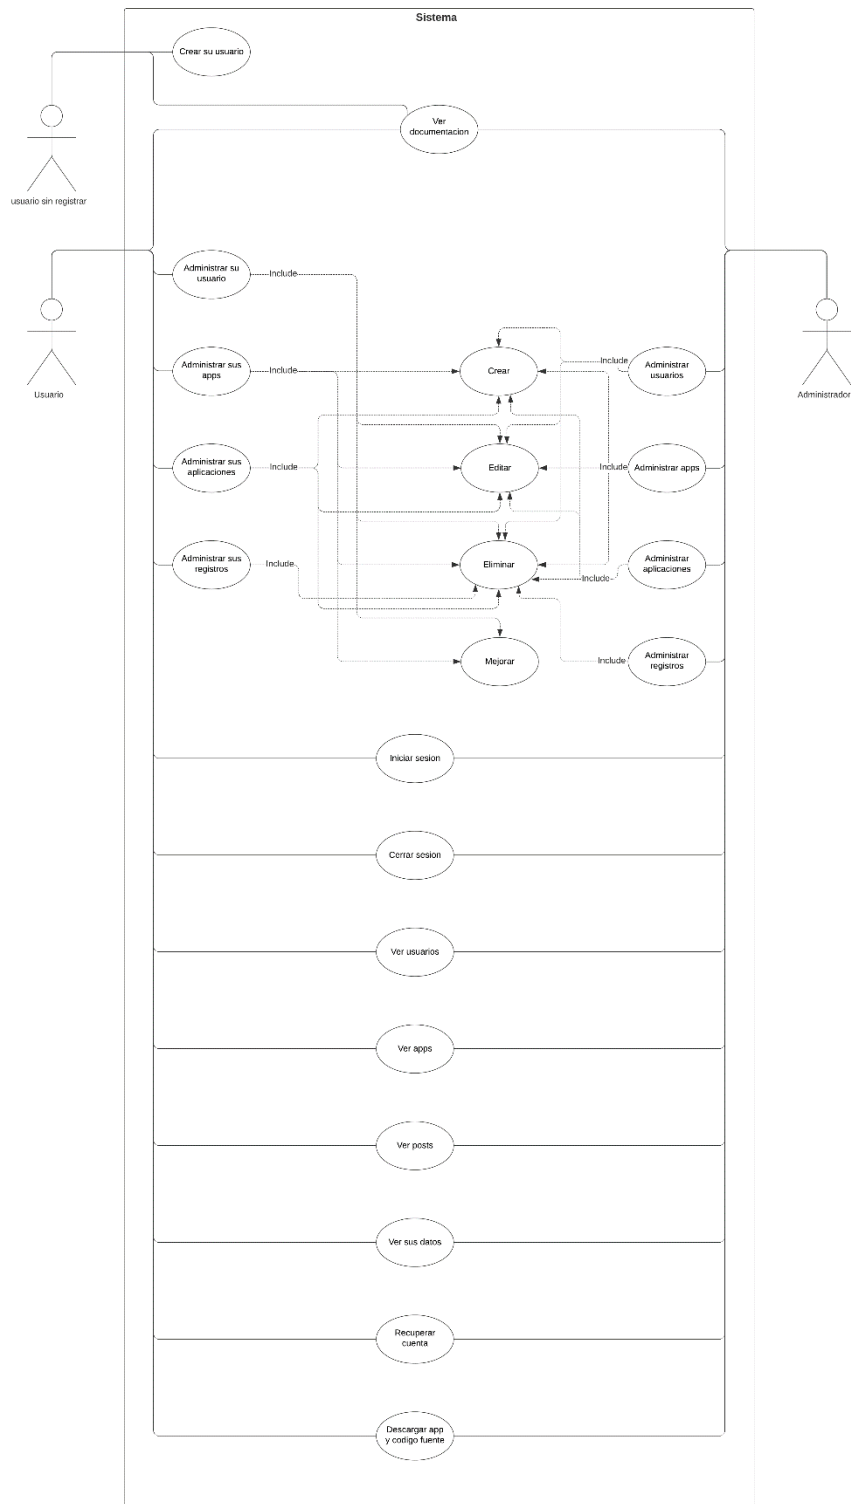 Sistema
Crear su usuario
Ver
documentacion
usuario sin registrar
Administrar su
usuario
Include
Usuario
Administrar sus
apps
Include
Crear
Include
Administrar
usuarios
Administrador
Administrar sus
aplicaciones
Include
Editar
Include
Administrar apps
Administrar sus
registros
Include
Eliminar
Include
Administrar
aplicaciones
Mejorar
Include
Administrar
registros
Iniciar sesion
Cerrar sesion
Ver usuarios
Ver apps
Ver posts
Ver sus datos
Recuperar
cuenta
Descargar app
y codigo fuente